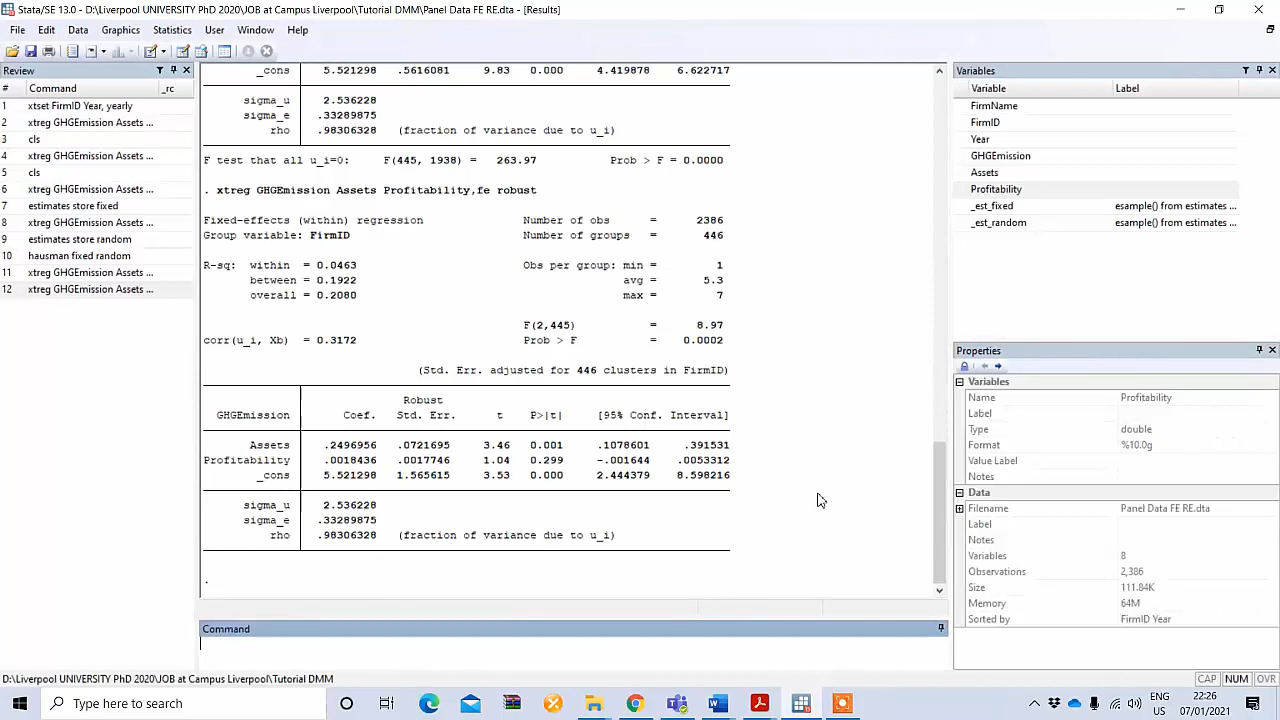 Stata/SE 13.0 - D:\Liverpool UNIVERSITY PhD 2020\JOB at Campus Liverpool\Tutorial DMM\Panel Data FE RE.dta - [Results]
File Edit Data Graphics Statistics User Window Help
Review
# Command _rc
1 xtset FirmID Year, yearly
2 xtreg GHGEmission Assets ...
3 cls
4 xtreg GHGEmission Assets ...
5 cls
6 xtreg GHGEmission Assets ...
7 estimates store fixed
8 xtreg GHGEmission Assets ...
9 estimates store random
10 hausman fixed random
11 xtreg GHGEmission Assets ...
12 xtreg GHGEmission Assets ...
_cons 5.521298 .5616081 9.83 0.000 4.419878 6.622717
sigma_u 2.536228
sigma_e .33289875
rho .98306328 (fraction of variance due to u_i)
F test that all u_i=0: F(445, 1938) = 263.97 Prob > F = 0.0000
. xtreg GHGEmission Assets Profitability,fe robust
Fixed-effects (within) regression Number of obs = 2386
Group variable: FirmID Number of groups = 446
R-sq: within = 0.0463 Obs per group: min = 1
between = 0.1922 avg = 5.3
overall = 0.2080 max = 7
F(2,445) = 8.97
corr(u_i, Xb) = 0.3172 Prob > F = 0.0002
(Std. Err. adjusted for 446 clusters in FirmID)
Robust
GHGEmission Coef. Std. Err. t P>|t| [95% Conf. Interval]
Assets .2496956 .0721695 3.46 0.001 .1078601 .391531
Profitability .0018436 .0017746 1.04 0.299 -.001644 .0053312
_cons 5.521298 1.565615 3.53 0.000 2.444379 8.598216
sigma_u 2.536228
sigma_e .33289875
rho .98306328 (fraction of variance due to u_i)
.
Command
Variables
Variable Label
FirmName
FirmID
Year
GHGEmission
Assets
Profitability
_est_fixed esample() from estimates ...
_est_random esample() from estimates ...
Properties
Variables
Name Profitability
Label
Type double
Format %10.0g
Value Label
Notes
Data
Filename Panel Data FE RE.dta
Label
Notes
Variables 8
Observations 2,386
Size 111.84K
Memory 64M
Sorted by FirmID Year
D:\Liverpool UNIVERSITY PhD 2020\JOB at Campus Liverpool\Tutorial DMM
CAP NUM OVR
Type here to search
ENG
US
22:26
07/01/2021